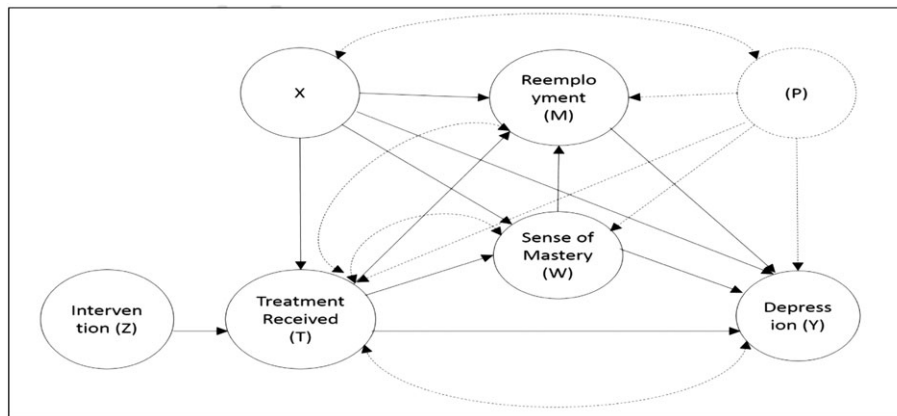 X
Reemplo
yment
(M)
(P)
Sense of
Mastery
(W)
Interven
tion (Z)
Treatment
Received
(T)
Depress
ion (Y)